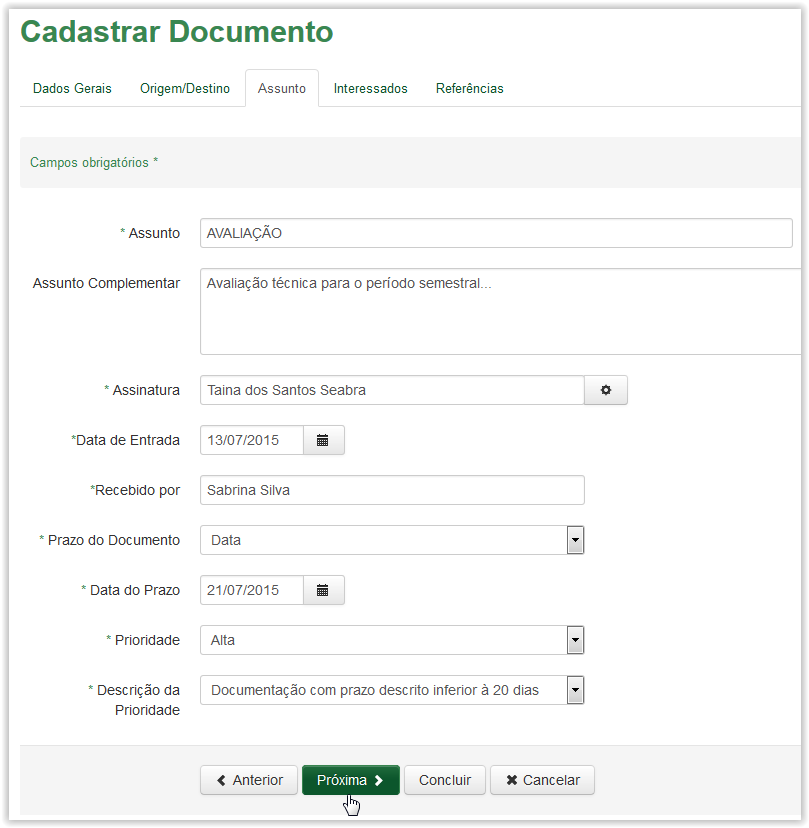 Cadastrar Documento
Dados Gerais Origem/Destino Assunto Interessados Referências
Campos obrigatórios *
* Assunto AVALIAÇÃO
Assunto Complementar Avaliação técnica para o período semestral...
* Assinatura Taina dos Santos Seabra
*Data de Entrada 13/07/2015
*Recebido por Sabrina Silva
* Prazo do Documento Data
* Data do Prazo 21/07/2015
* Prioridade Alta
* Descrição da Documentação com prazo descrito inferior à 20 dias
Prioridade
Anterior Próxima Concluir Cancelar